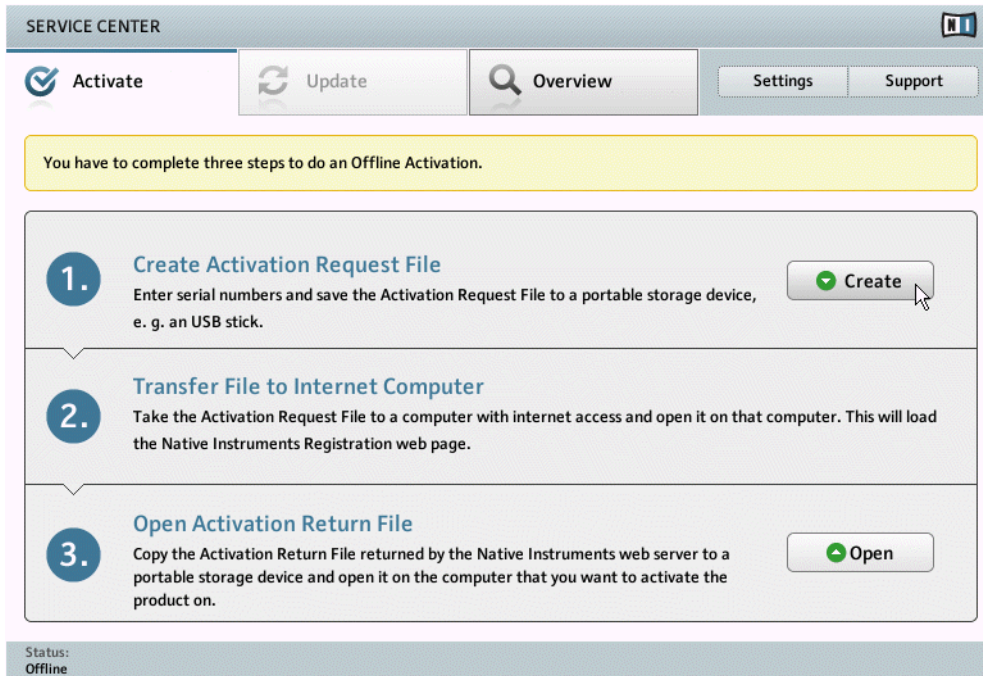 SERVICE CENTER
NI
Activate
Update
Overview
Settings
Support
You have to complete three steps to do an Offline Activation.
1.
Create Activation Request File
Enter serial numbers and save the Activation Request File to a portable storage device,
e. g. an USB stick.
Create
2.
Transfer File to Internet Computer
Take the Activation Request File to a computer with internet access and open it on that computer. This will load
the Native Instruments Registration web page.
3.
Open Activation Return File
Copy the Activation Return File returned by the Native Instruments web server to a
portable storage device and open it on the computer that you want to activate the
product on.
Open
Status:
Offline